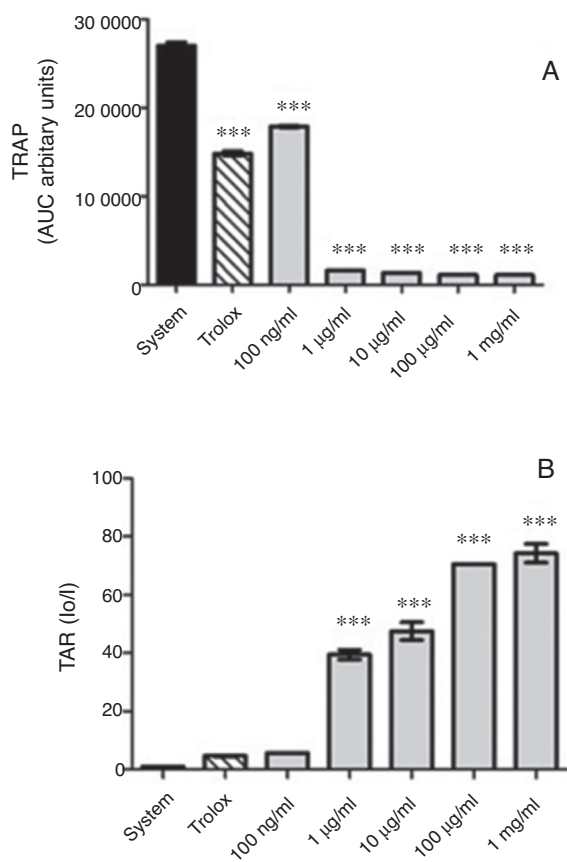 A
TRAP
(AUC arbitary units)
30 0000
20 0000
10 0000
0
***
***
***
***
***
***
System
Trolox
100 ng/ml
1 µg/ml
10 µg/ml
100 µg/ml
1 mg/ml
B
TAR (Io/I)
100
80
60
40
20
0
***
***
***
***
System
Trolox
100 ng/ml
1 µg/ml
10 µg/ml
100 µg/ml
1 mg/ml